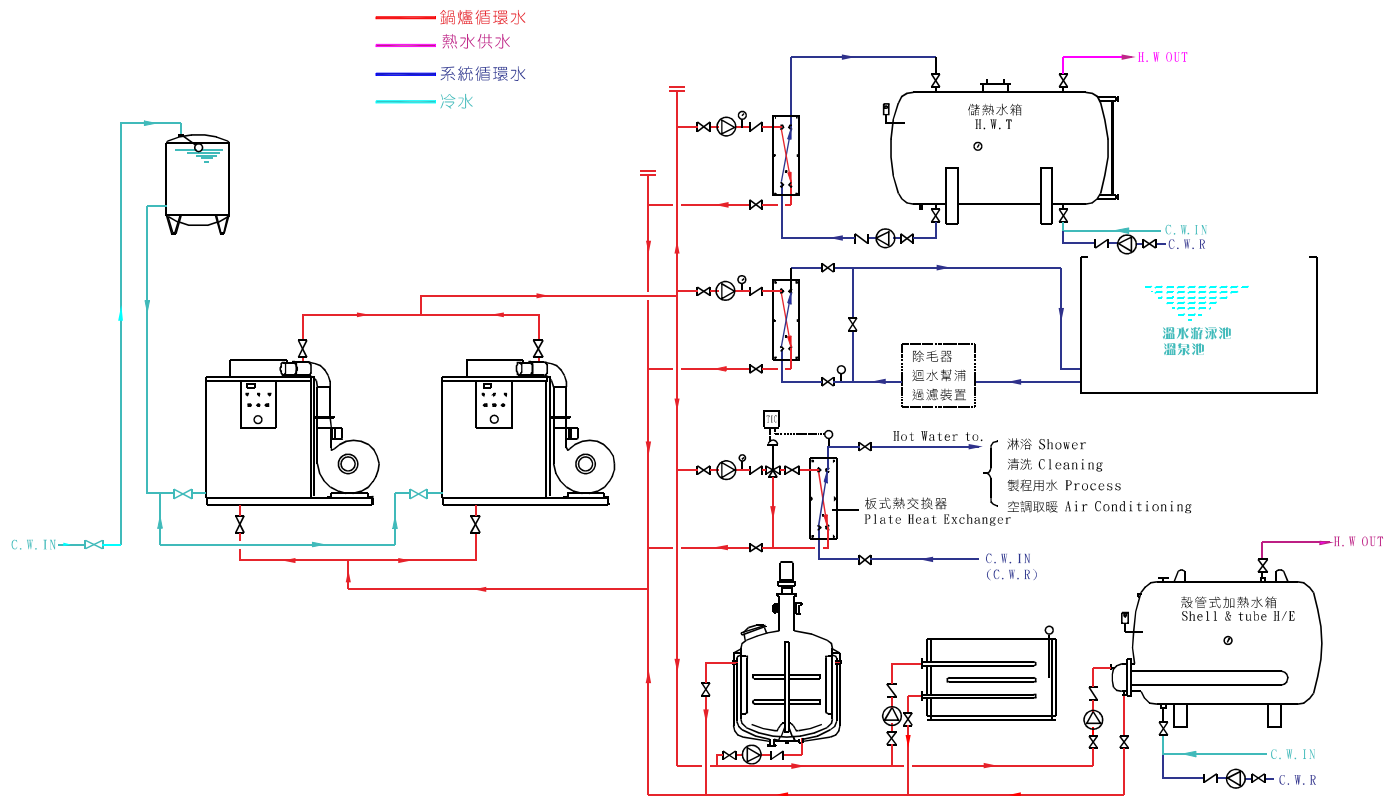 鍋爐循環水
熱水供水
系統循環水
冷水
H.W OUT
儲熱水箱
H.W.T
C.W.IN
C.W.R
溫水游泳池
溫泉池
除毛器
迴水幫浦
過濾裝置
TIC
Hot Water to.
淋浴 Shower
清洗 Cleaning
製程用水 Process
空調取暖 Air Conditioning
板式熱交換器
Plate Heat Exchanger
C.W.IN
C.W.IN
(C.W.R)
H.W OUT
殼管式加熱水箱
Shell & tube H/E
C.W.IN
C.W.R